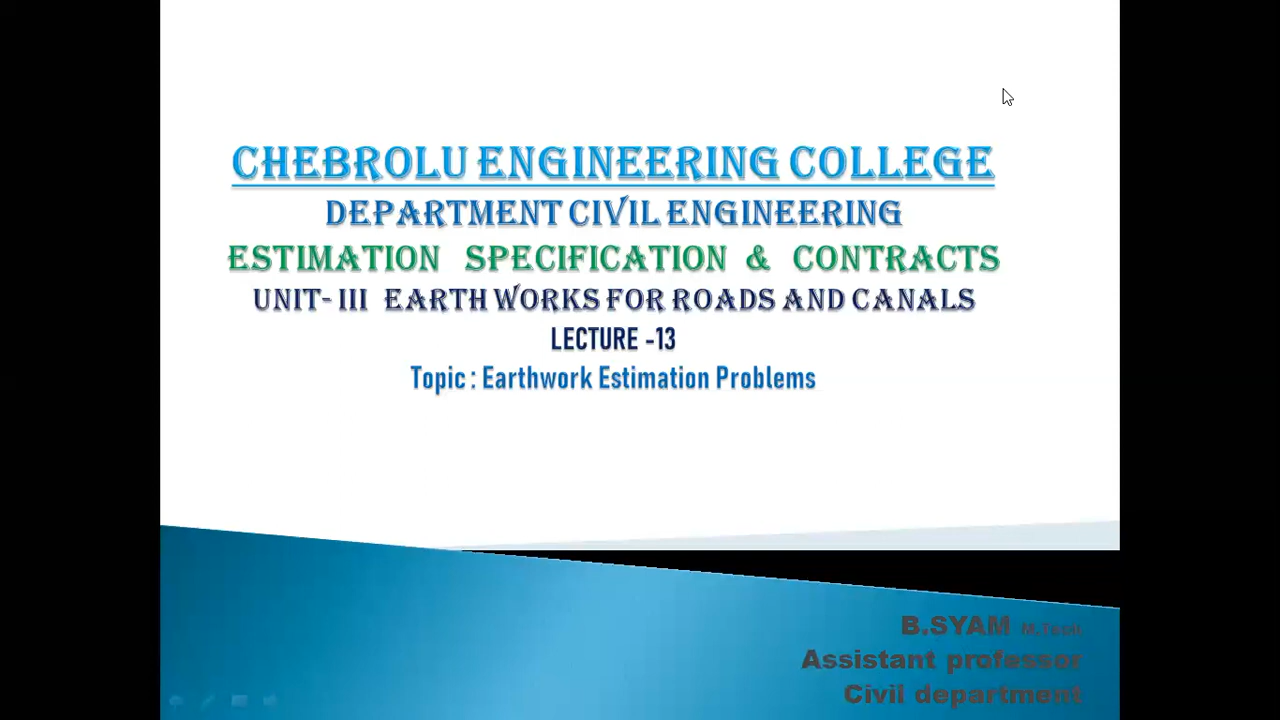 CHEBROLU ENGINEERING COLLEGE
DEPARTMENT CIVIL ENGINEERING
ESTIMATION SPECIFICATION & CONTRACTS
UNIT- III EARTH WORKS FOR ROADS AND CANALS
LECTURE -13
Topic : Earthwork Estimation Problems
B.SYAM M.Tech.
Assistant professor
Civil department